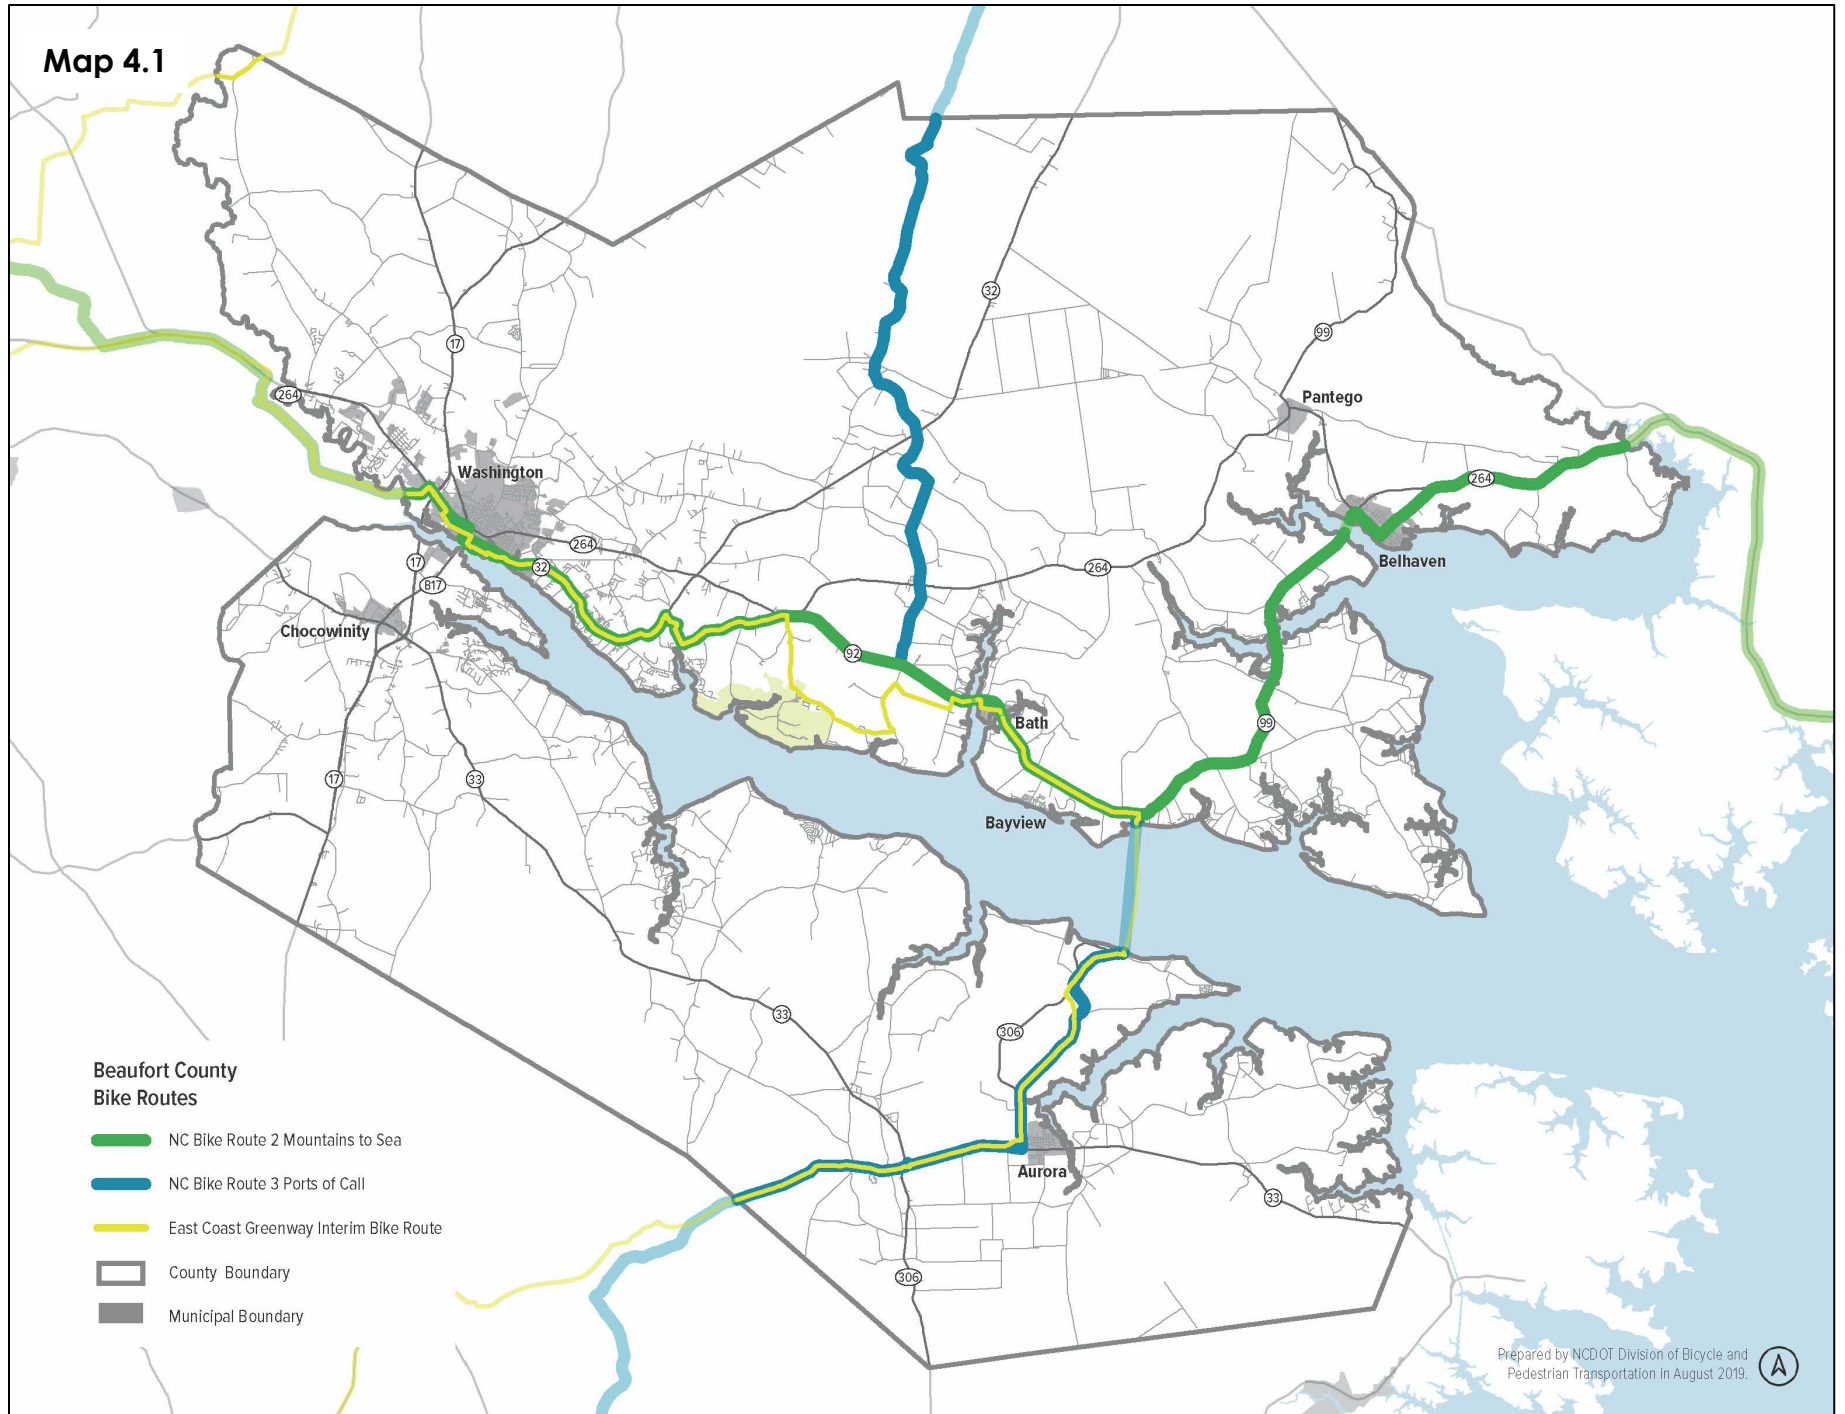 Map 4.1
32
99
17
Pantego
264
Washington
264
264
Belhaven
17
32
264
B17
Chocowinity
92
99
Bath
17
33
Bayview
33
306
Aurora
33
306
Beaufort County
Bike Routes
NC Bike Route 2 Mountains to Sea
NC Bike Route 3 Ports of Call
East Coast Greenway Interim Bike Route
County Boundary
Municipal Boundary
Prepared by NCDOT Division of Bicycle and
Pedestrian Transportation in August 2019.